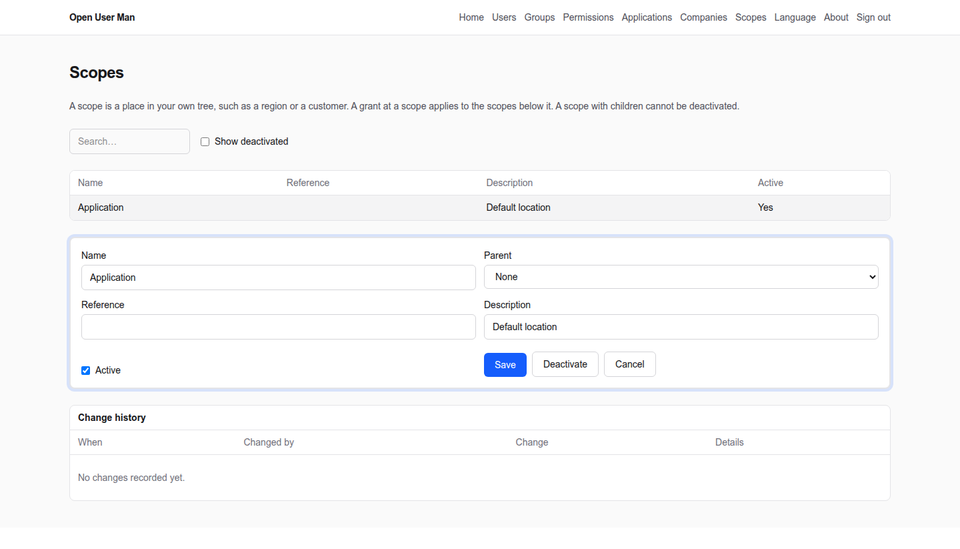 Open User Man
Home Users Groups Permissions Applications Companies Scopes Language About Sign out
Scopes
A scope is a place in your own tree, such as a region or a customer. A grant at a scope applies to the scopes below it. A scope with children cannot be deactivated.
Search...
Show deactivated
Name Reference Description Active
Application Default location Yes
Name Parent
Application None
Reference Description
Default location
Active Save Deactivate Cancel
Change history
When Changed by Change Details
No changes recorded yet.